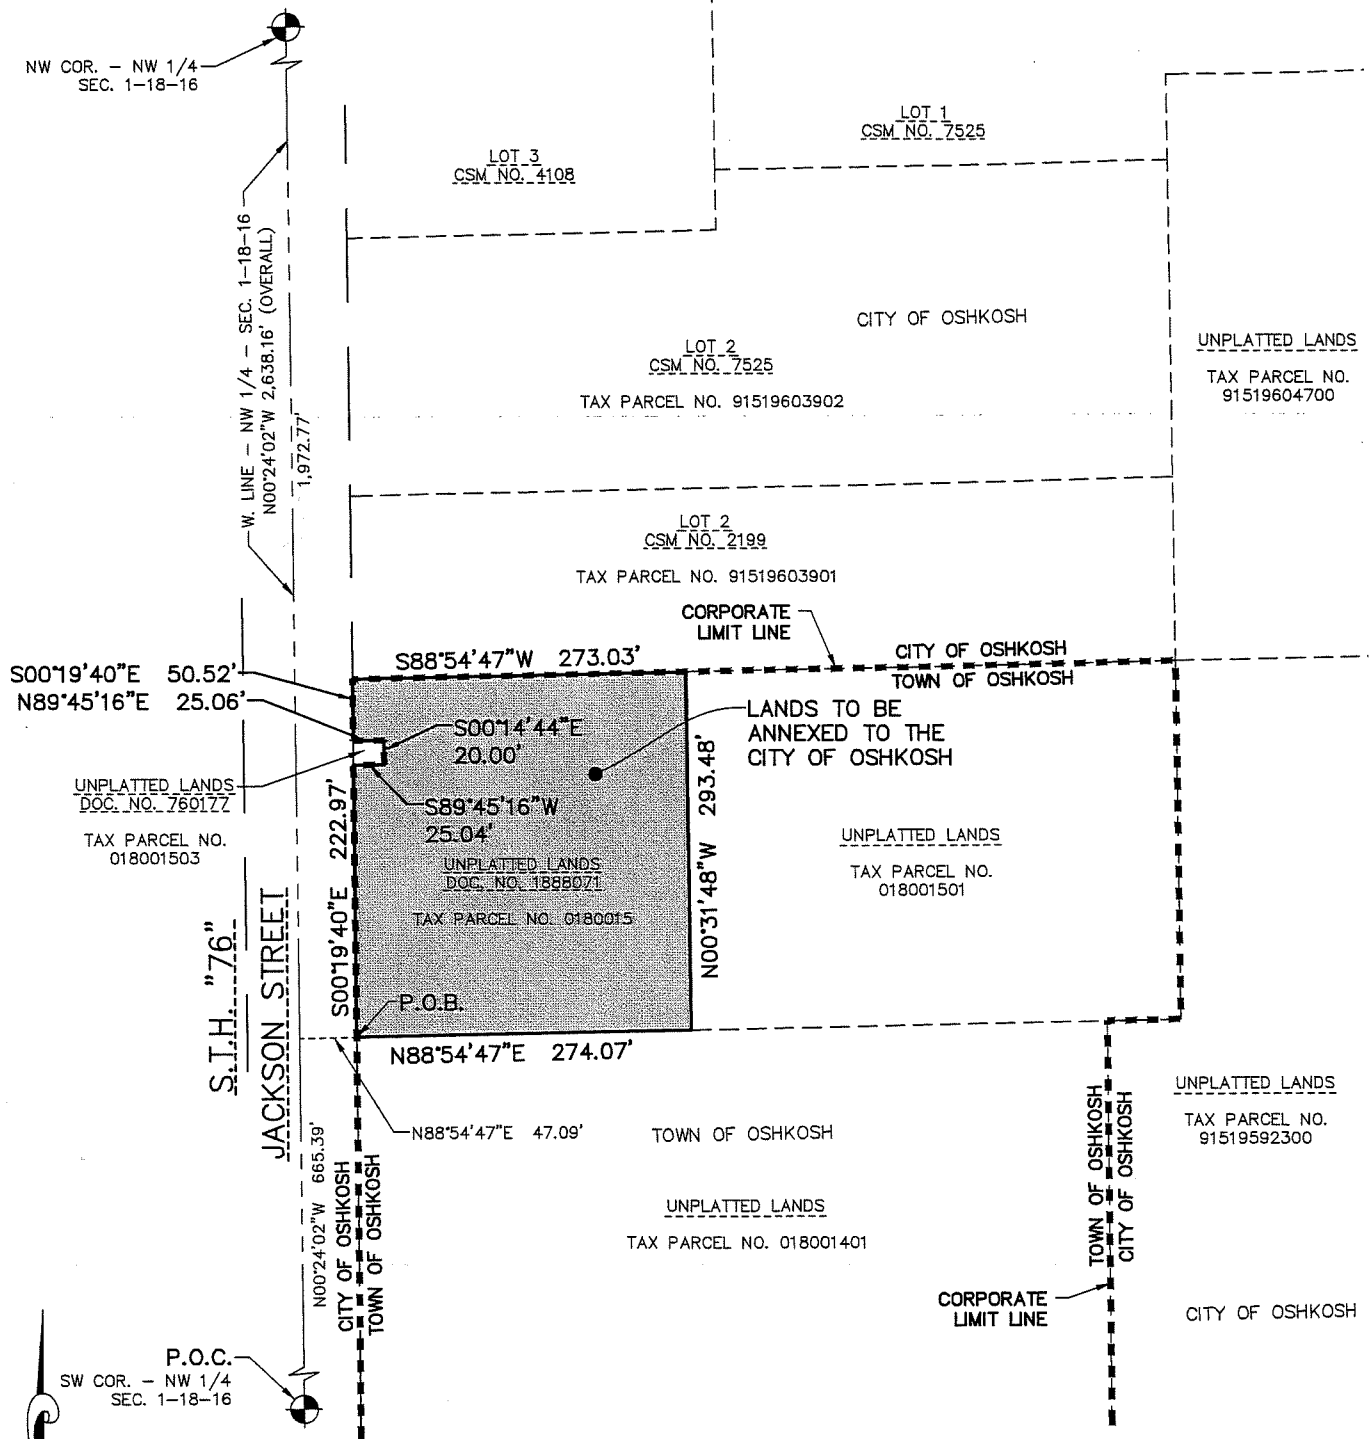 NW COR. – NW 1/4
SEC. 1–18–16
LOT 1
CSM NO. 7525
LOT 3
CSM NO. 4108
W. LINE – NW 1/4 – SEC. 1–18–16
N00°24'02"W 2,638.16' (OVERALL)
1,972.77'
CITY OF OSHKOSH
LOT 2
CSM NO. 7525
TAX PARCEL NO. 91519603902
UNPLATTED LANDS
TAX PARCEL NO.
91519604700
LOT 2
CSM NO. 2199
TAX PARCEL NO. 91519603901
CORPORATE
LIMIT LINE
CITY OF OSHKOSH
TOWN OF OSHKOSH
S88°54'47"W 273.03'
S00°19'40"E 50.52'
N89°45'16"E 25.06'
S00°14'44"E
20.00'
LANDS TO BE
ANNEXED TO THE
CITY OF OSHKOSH
UNPLATTED LANDS
DOC. NO. 760177
TAX PARCEL NO.
018001503
S89°45'16"W
25.04'
UNPLATTED LANDS
DOC. NO. 1888071
TAX PARCEL NO. 0180015
S00°19'40"E 222.97'
N00°31'48"W 293.48'
UNPLATTED LANDS
TAX PARCEL NO.
018001501
S.T.H. "76"
JACKSON STREET
P.O.B.
N88°54'47"E 274.07'
N88°54'47"E 47.09'
TOWN OF OSHKOSH
UNPLATTED LANDS
TAX PARCEL NO.
91519592300
N00°24'02"W 665.39'
CITY OF OSHKOSH
TOWN OF OSHKOSH
UNPLATTED LANDS
TAX PARCEL NO. 018001401
TOWN OF OSHKOSH
CITY OF OSHKOSH
CORPORATE
LIMIT LINE
CITY OF OSHKOSH
P.O.C.
SW COR. – NW 1/4
SEC. 1–18–16